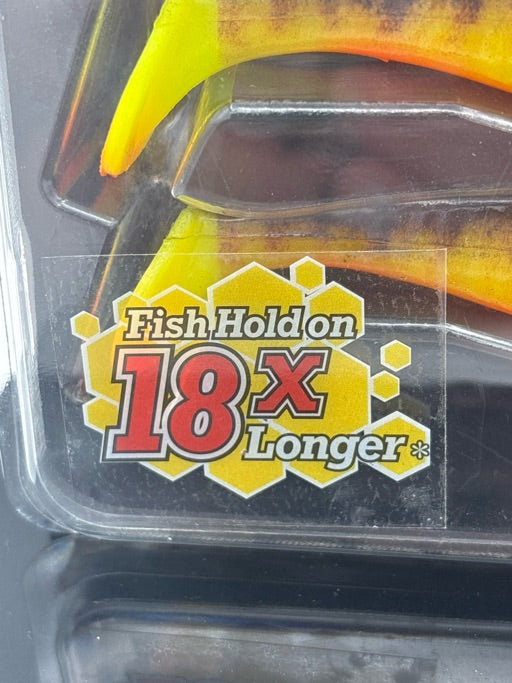 Fish Hold on
18x
Longer*